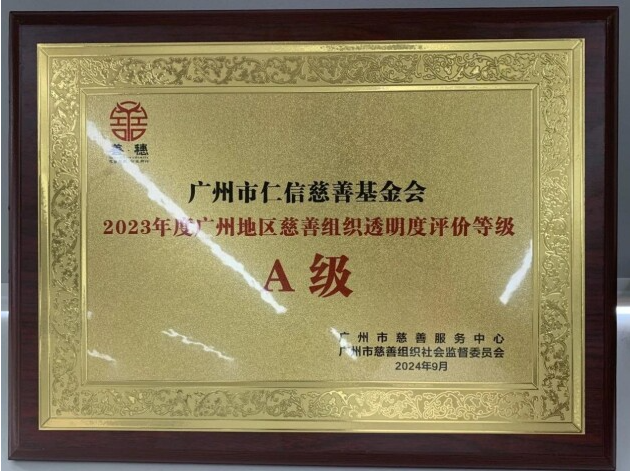 善·穗
广州市仁信慈善基金会
2023年度广州地区慈善组织透明度评价等级
A级
广州市慈善服务中心
广州市慈善组织社会监督委员会
2024年9月